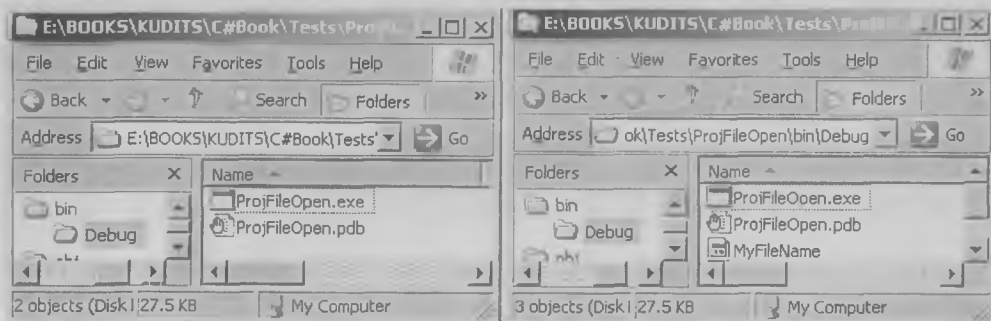 E:\BOOKS\KUDITS\C#Book\Tests\Pro
File Edit View Favorites Tools Help
Back Search Folders »
Address E:\BOOKS\KUDITS\C#Book\Tests\ Go
Folders × Name
bin
Debug
ProjFileOpen.exe
ProjFileOpen.pdb
2 objects (Disk 27.5 KB My Computer
E:\BOOKS\KUDITS\C#Book\Tests\
File Edit View Favorites Tools Help
Back Search Folders »
Address ok\Tests\ProjFileOpen\bin\Debug Go
Folders × Name
bin
Debug
obj
ProjFileOpen.exe
ProjFileOpen.pdb
MyFileName
3 objects (Disk 27.5 KB My Computer